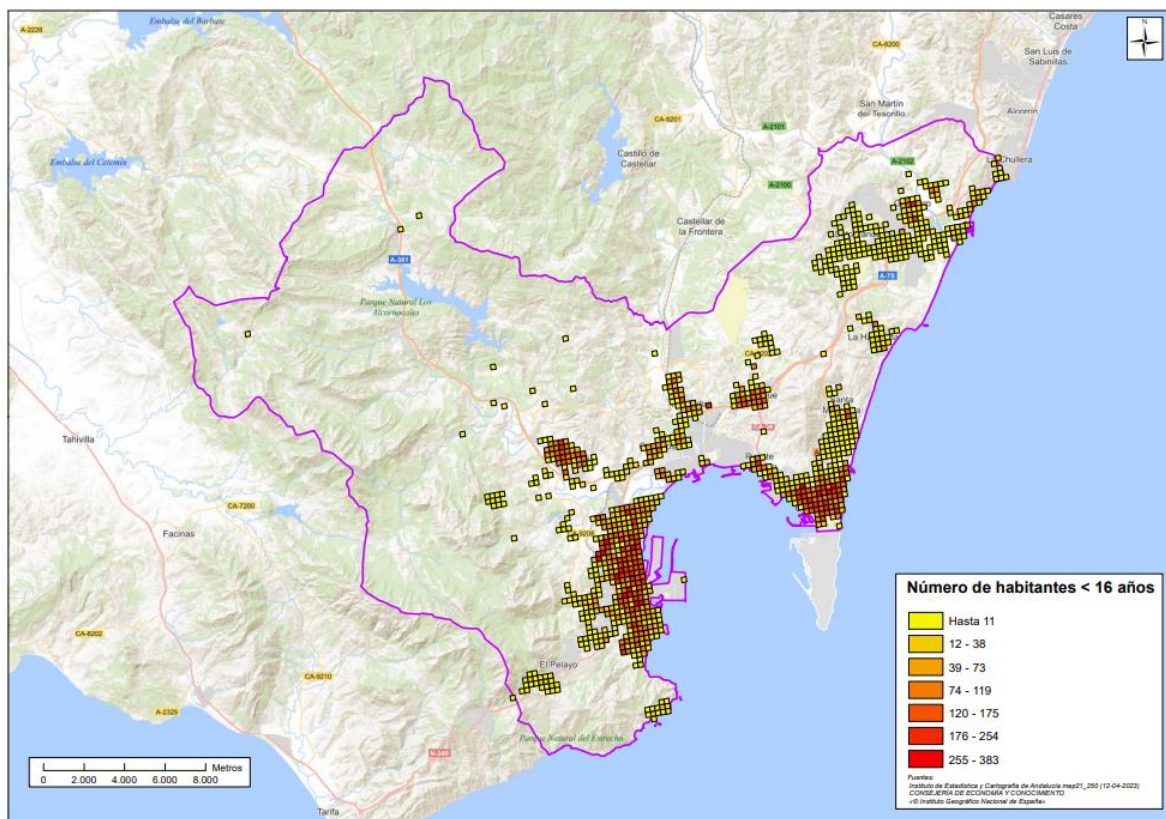 A-2228
Embalse del Barbate
CA-8200
Casares
Costa
San Luis de
Sabinillas
San Martín
del Tesorillo
Alcorrín
CA-9201
A-2101
A-2102
Embalse del Celemín
Castillo de
Castellar
A-2100
Castellar de
la Frontera
A-381
A-7S
Parque Natural Los
Alcornocales
Tahivilla
CA-7200
Facinas
CA-9206
El Pelayo
CA-8202
CA-9210
A-2325
Parque Natural del Estrecho
N-340
Tarifa
Metros
0 2.000 4.000 6.000 8.000
Número de habitantes < 16 años
Hasta 11
12 - 38
39 - 73
74 - 119
120 - 175
176 - 254
255 - 383
Fuentes:
Instituto de Estadística y Cartografía de Andalucía map21_250 (12-04-2023)
CONSEJERÍA DE ECONOMÍA Y CONOCIMIENTO
«© Instituto Geográfico Nacional de España»